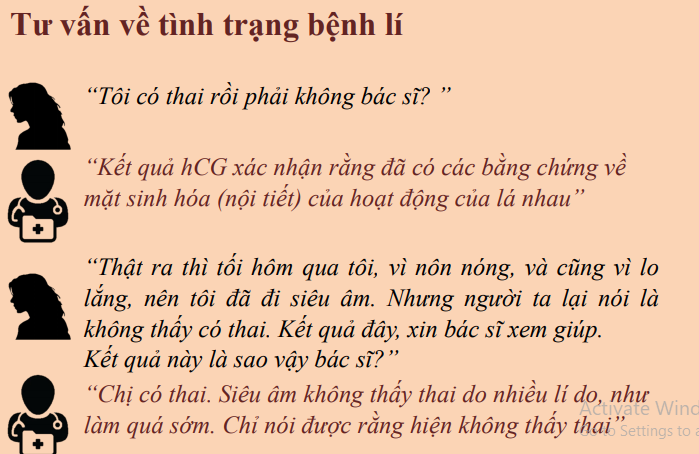 Tư vấn về tình trạng bệnh lí
“Tôi có thai rồi phải không bác sĩ? ”
“Kết quả hCG xác nhận rằng đã có các bằng chứng về
mặt sinh hóa (nội tiết) của hoạt động của lá nhau”
“Thật ra thì tối hôm qua tôi, vì nôn nóng, và cũng vì lo
lắng, nên tôi đã đi siêu âm. Nhưng người ta lại nói là
không thấy có thai. Kết quả đây, xin bác sĩ xem giúp.
Kết quả này là sao vậy bác sĩ?”
“Chị có thai. Siêu âm không thấy thai do nhiều lí do, như
làm quá sớm. Chỉ nói được rằng hiện không thấy thai”
Activate Wind
to Settings to a